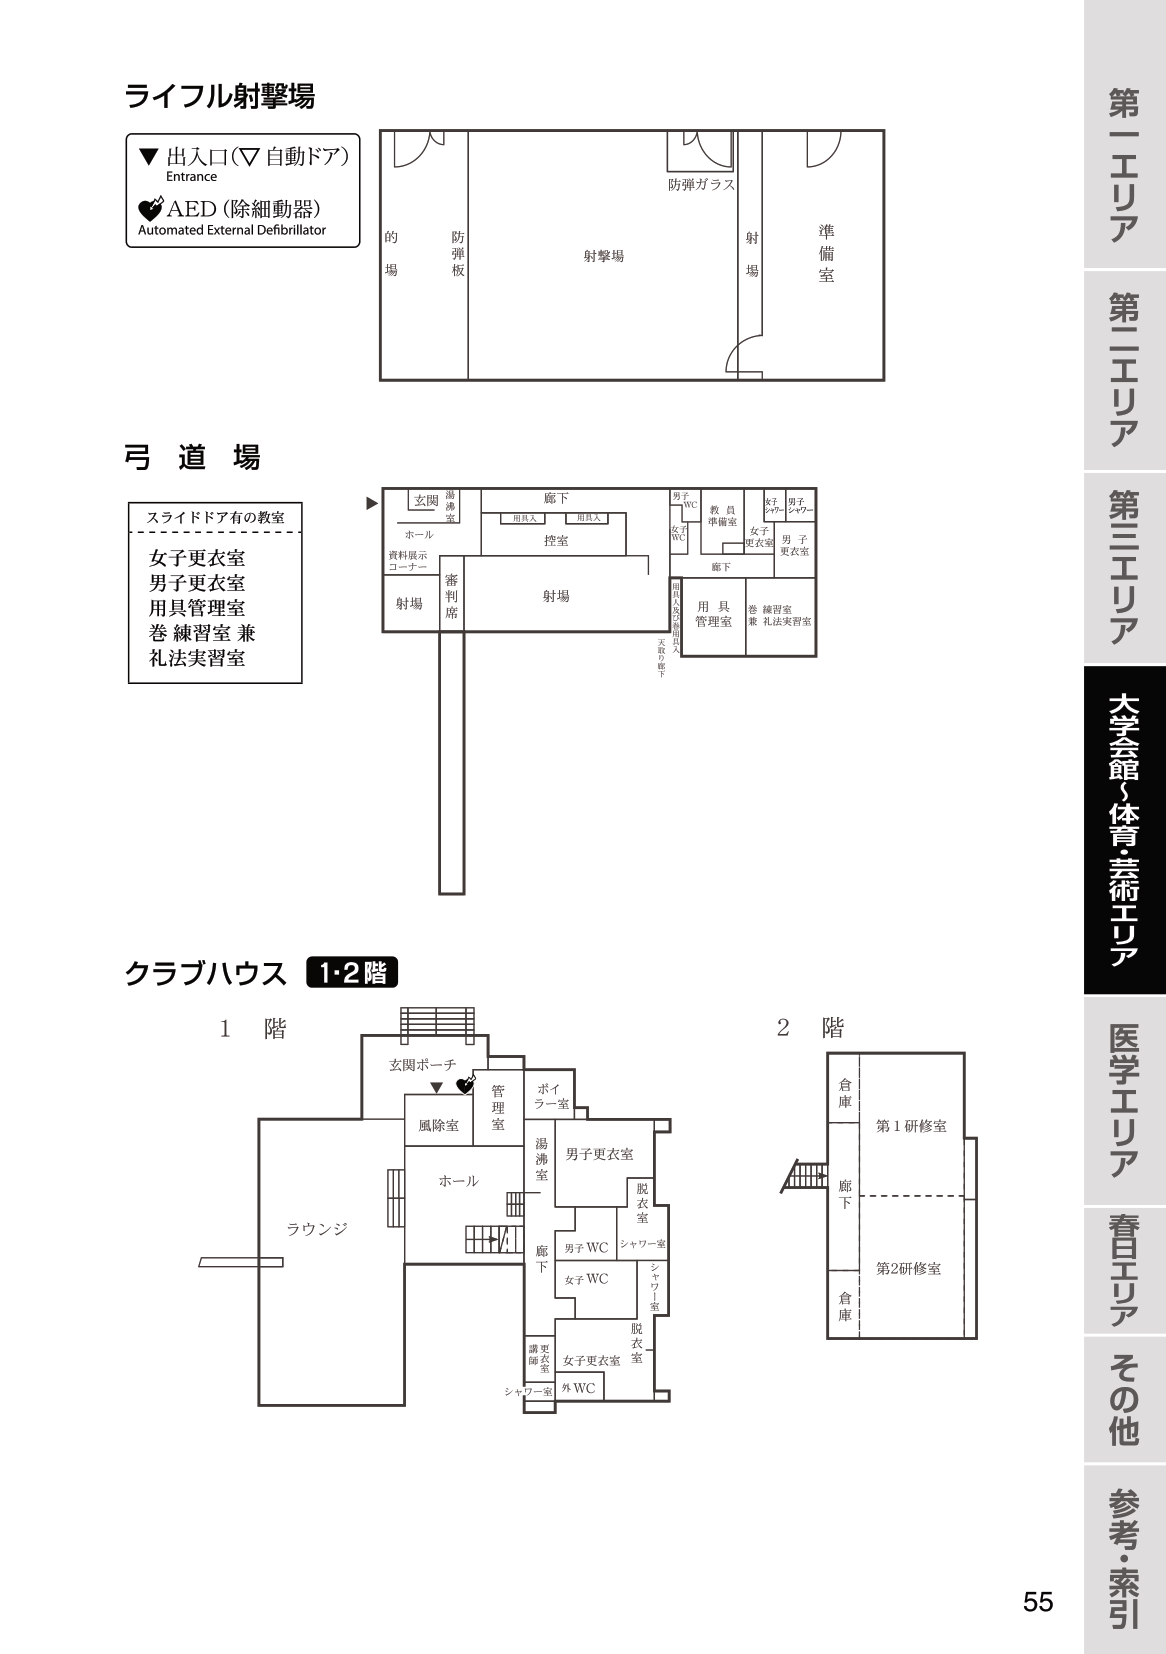 ライフル射撃場
▼ 出入口(▽ 自動ドア)
Entrance
AED (除細動器)
Automated External Defibrillator
的場
防弾板
射撃場
防弾ガラス
射場
準備室
弓 道 場
スライドドア有の教室
女子更衣室
男子更衣室
用具管理室
巻 練習室 兼
礼法実習室
玄関
湯沸室
ホール
資料展示
コーナー
射場
審判席
廊下
用具入
用具入
控室
射場
男子
WC
女子
WC
教 員
準備室
女子
更衣室
女子
シャワー
男子
シャワー
男 子
更衣室
廊下
用具入及び巻用具入
天取り廊下
用 具
管理室
巻 練習室
兼 礼法実習室
クラブハウス 1・2 階
1 階
玄関ポーチ
風除室
管理室
ボイ
ラー室
湯沸室
男子更衣室
脱衣室
ホール
ラウンジ
廊下
男子 WC
シャワー室
女子 WC
シャワー室
脱衣室
講師
更衣室
女子更衣室
シャワー室
外 WC
2 階
倉庫
第1研修室
廊下
第2研修室
倉庫
第一エリア
第二エリア
第三エリア
大学会館〜体育・芸術エリア
医学エリア
春日エリア
その他
参考・索引
55